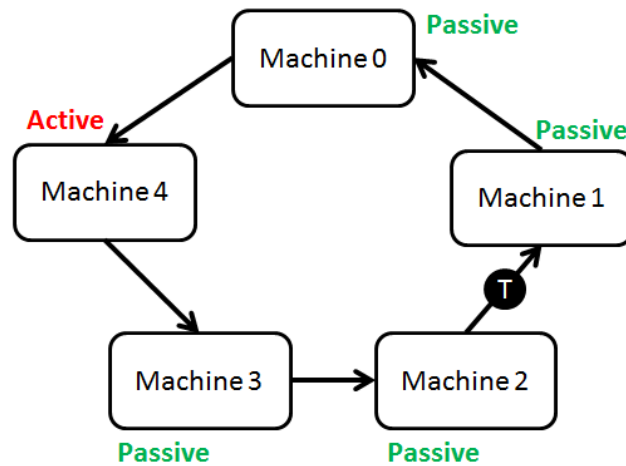 Passive
Machine 0
Active
Passive
Machine 4
Machine 1
T
Machine 3
Machine 2
Passive
Passive